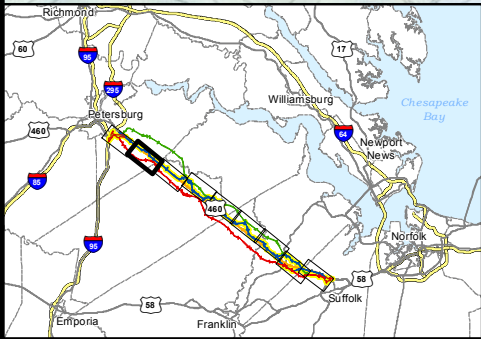 Richmond
60
95
17
295
Williamsburg
Chesapeake
Bay
Petersburg
460
64
Newport
News
85
460
95
Norfolk
58
Suffolk
58
Emporia
Franklin